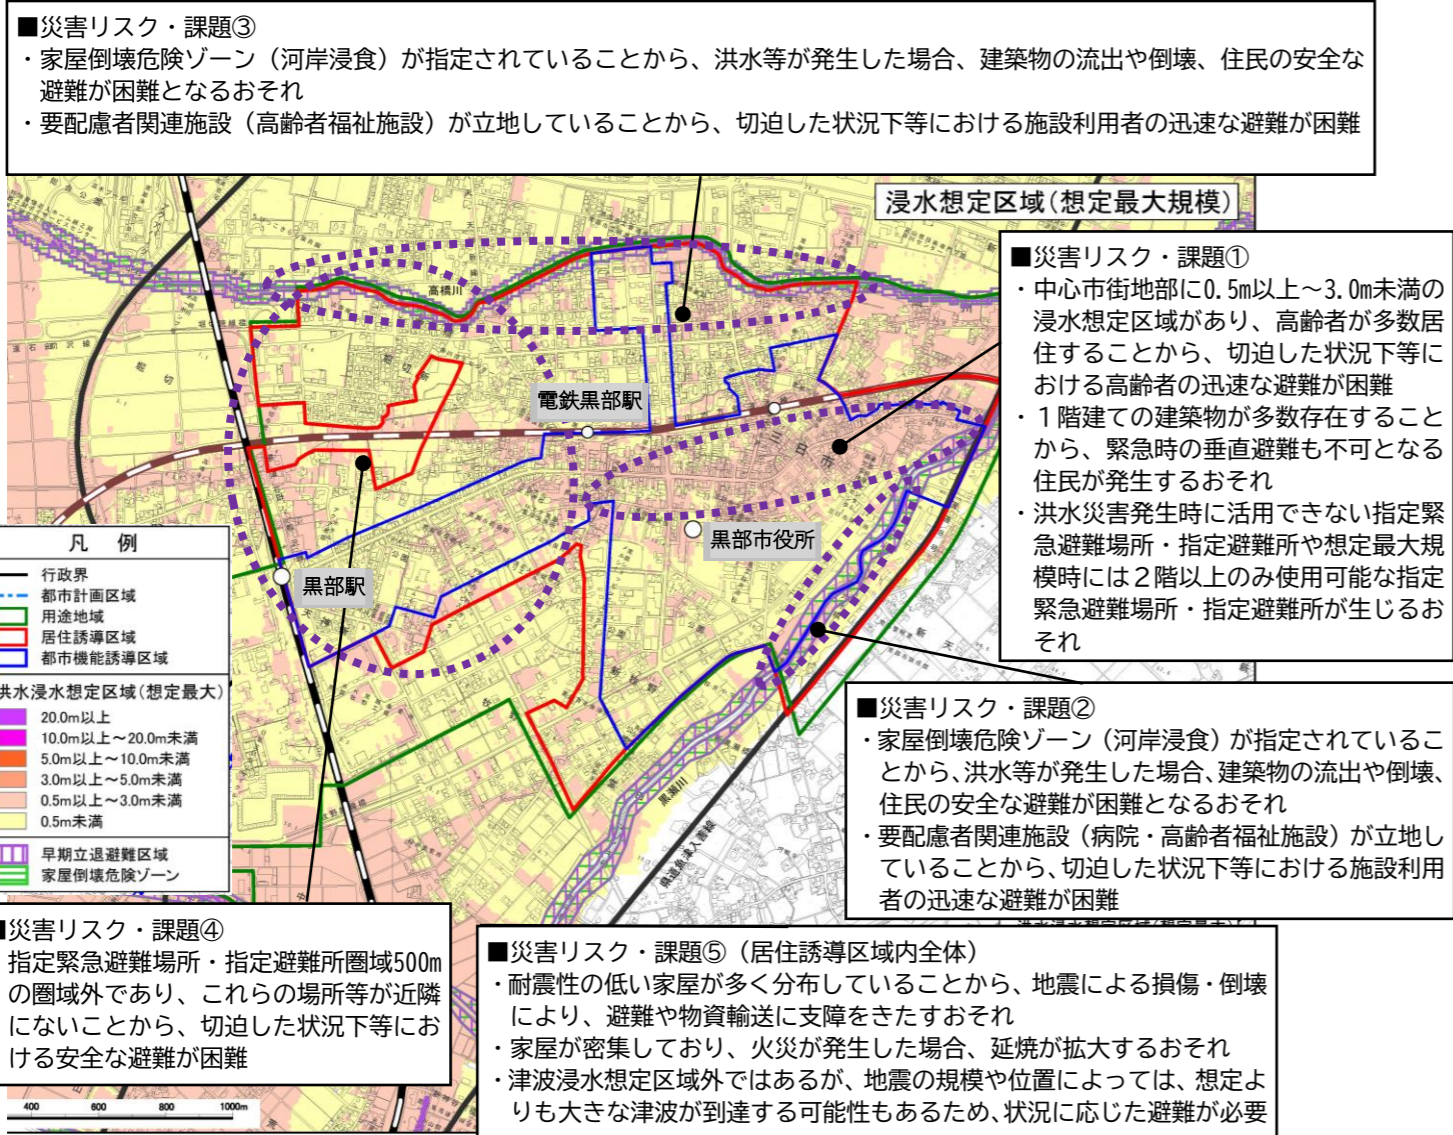 ■災害リスク・課題③
・家屋倒壊危険ゾーン（河岸浸食）が指定されていることから、洪水等が発生した場合、建築物の流出や倒壊、住民の安全な
避難が困難となるおそれ
・要配慮者関連施設（高齢者福祉施設）が立地していることから、切迫した状況下等における施設利用者の迅速な避難が困難
浸水想定区域(想定最大規模)
■災害リスク・課題①
・中心市街地部に0.5m以上～3.0m未満の
浸水想定区域があり、高齢者が多数居
住することから、切迫した状況下等に
おける高齢者の迅速な避難が困難
・１階建ての建築物が多数存在すること
から、緊急時の垂直避難も不可となる
住民が発生するおそれ
・洪水災害発生時に活用できない指定緊
急避難場所・指定避難所や想定最大規
模時には２階以上のみ使用可能な指定
緊急避難場所・指定避難所が生じるお
それ
高橋川
電鉄黒部駅
三日市
黒部市役所
黒部駅
黒瀬川
凡 例
行政界
都市計画区域
用途地域
居住誘導区域
都市機能誘導区域
洪水浸水想定区域(想定最大)
20.0m以上
10.0m以上～20.0m未満
5.0m以上～10.0m未満
3.0m以上～5.0m未満
0.5m以上～3.0m未満
0.5m未満
早期立退避難区域
家屋倒壊危険ゾーン
■災害リスク・課題②
・家屋倒壊危険ゾーン（河岸浸食）が指定されているこ
とから、洪水等が発生した場合、建築物の流出や倒壊、
住民の安全な避難が困難となるおそれ
・要配慮者関連施設（病院・高齢者福祉施設）が立地し
ていることから、切迫した状況下等における施設利用
者の迅速な避難が困難
■災害リスク・課題④
指定緊急避難場所・指定避難所圏域500m
の圏域外であり、これらの場所等が近隣
にないことから、切迫した状況下等にお
ける安全な避難が困難
■災害リスク・課題⑤（居住誘導区域内全体）
・耐震性の低い家屋が多く分布していることから、地震による損傷・倒壊
により、避難や物資輸送に支障をきたすおそれ
・家屋が密集しており、火災が発生した場合、延焼が拡大するおそれ
・津波浸水想定区域外ではあるが、地震の規模や位置によっては、想定よ
りも大きな津波が到達する可能性もあるため、状況に応じた避難が必要
400 600 800 1000m